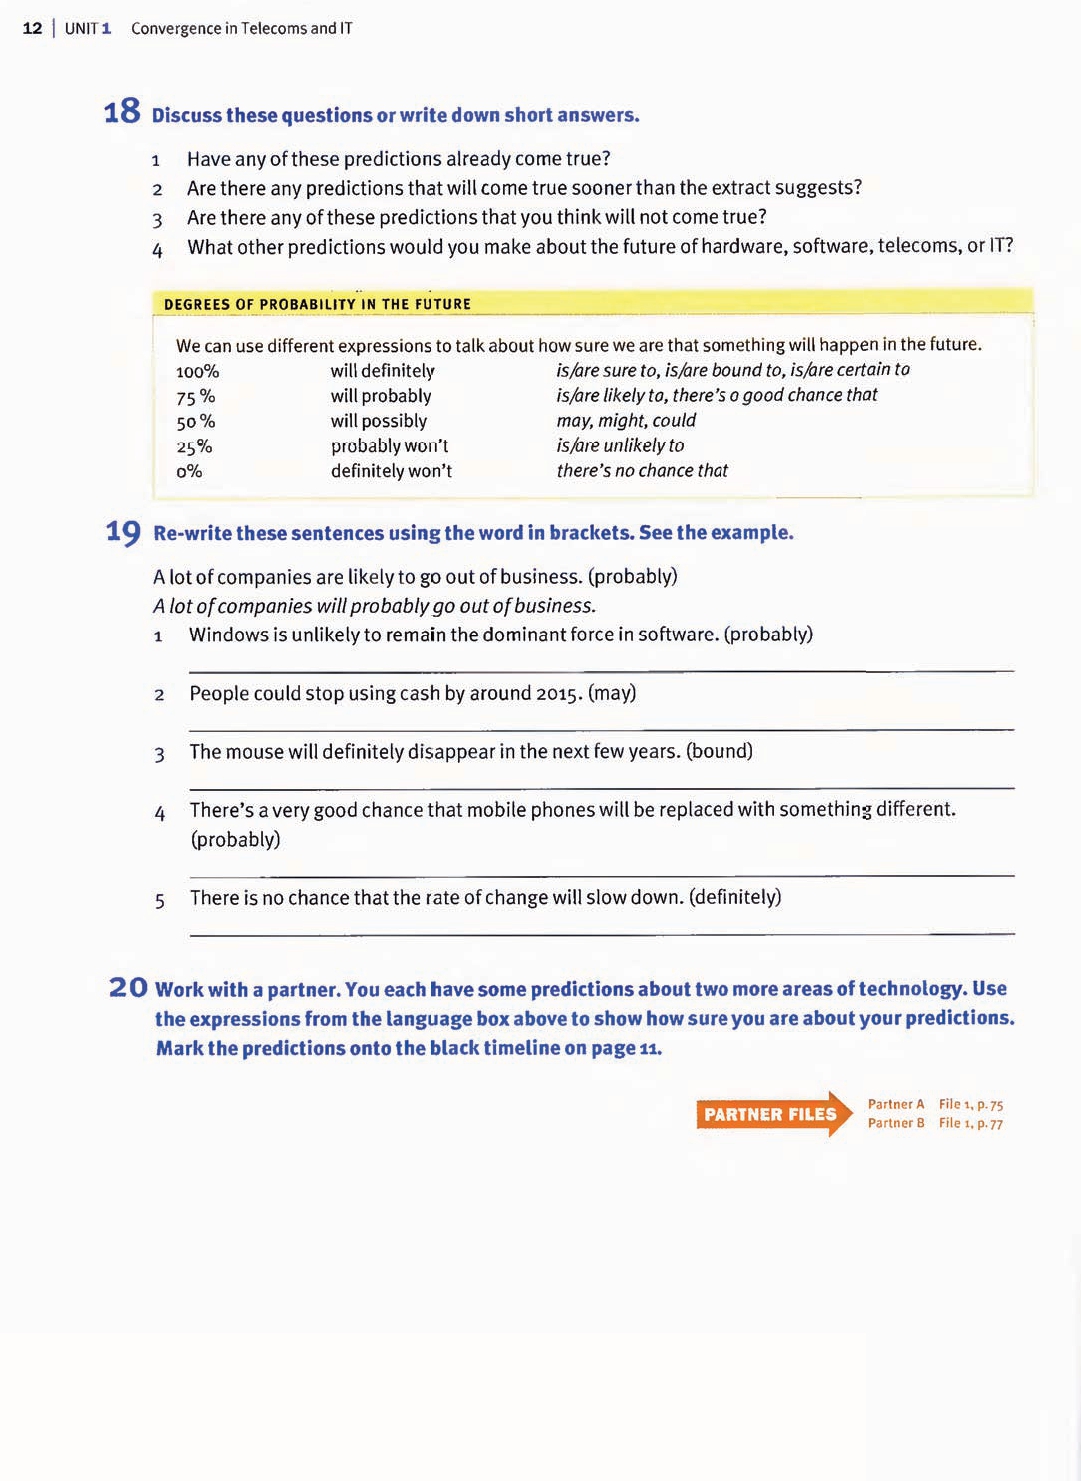 12 | UNIT 1 Convergence in Telecoms and IT
18 Discuss these questions or write down short answers.
1 Have any of these predictions already come true?
2 Are there any predictions that will come true sooner than the extract suggests?
3 Are there any of these predictions that you think will not come true?
4 What other predictions would you make about the future of hardware, software, telecoms, or IT?
DEGREES OF PROBABILITY IN THE FUTURE
We can use different expressions to talk about how sure we are that something will happen in the future.
100% will definitely is/are sure to, is/are bound to, is/are certain to
75 % will probably is/are likely to, there's a good chance that
50 % will possibly may, might, could
25% probably won't is/are unlikely to
0% definitely won't there's no chance that
19 Re-write these sentences using the word in brackets. See the example.
A lot of companies are likely to go out of business. (probably)
A lot of companies will probably go out of business.
1 Windows is unlikely to remain the dominant force in software. (probably)
2 People could stop using cash by around 2015. (may)
3 The mouse will definitely disappear in the next few years. (bound)
4 There's a very good chance that mobile phones will be replaced with something different.
(probably)
5 There is no chance that the rate of change will slow down. (definitely)
20 Work with a partner. You each have some predictions about two more areas of technology. Use
the expressions from the language box above to show how sure you are about your predictions.
Mark the predictions onto the black timeline on page 11.
PARTNER FILES
Partner A File 1, p. 75
Partner B File 1, p. 77